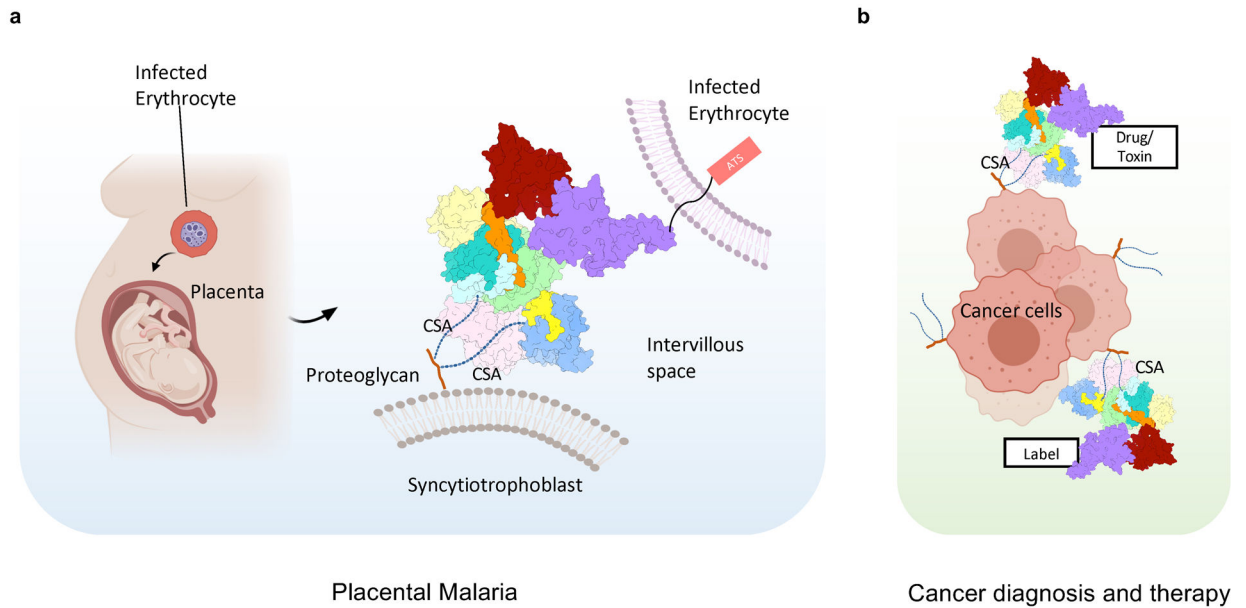 a
Infected
Erythrocyte
Placenta
Infected
Erythrocyte
ATS
CSA
Proteoglycan
CSA
Intervillous
space
Syncytiotrophoblast
Placental Malaria
b
Drug/
Toxin
CSA
Cancer cells
CSA
Label
Cancer diagnosis and therapy